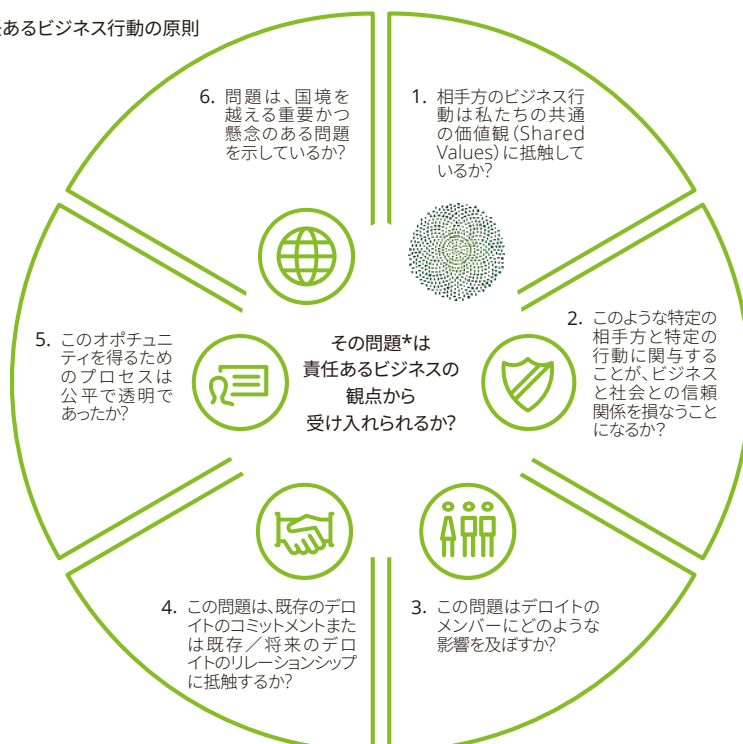 あるビジネス行動の原則
6. 問題は、国境を
越える重要かつ
懸念のある問題
を示しているか?
1. 相手方のビジネス行
動は私たちの共通
の価値観(Shared
Values)に抵触して
いるか?
2. このような特定の
相手方と特定の
行動に関与する
ことが、ビジネス
と社会との信頼
関係を損なうこと
になるか?
5. このオポチュニ
ティを得るため
のプロセスは
公平で透明で
あったか?
その問題*は
責任あるビジネスの
観点から
受け入れられるか?
4. この問題は、既存のデロ
イトのコミットメントまた
は既存／将来のデロ
イトのリレーションシップ
に抵触するか?
3. この問題はデロイトの
メンバーにどのような
影響を及ぼすか?